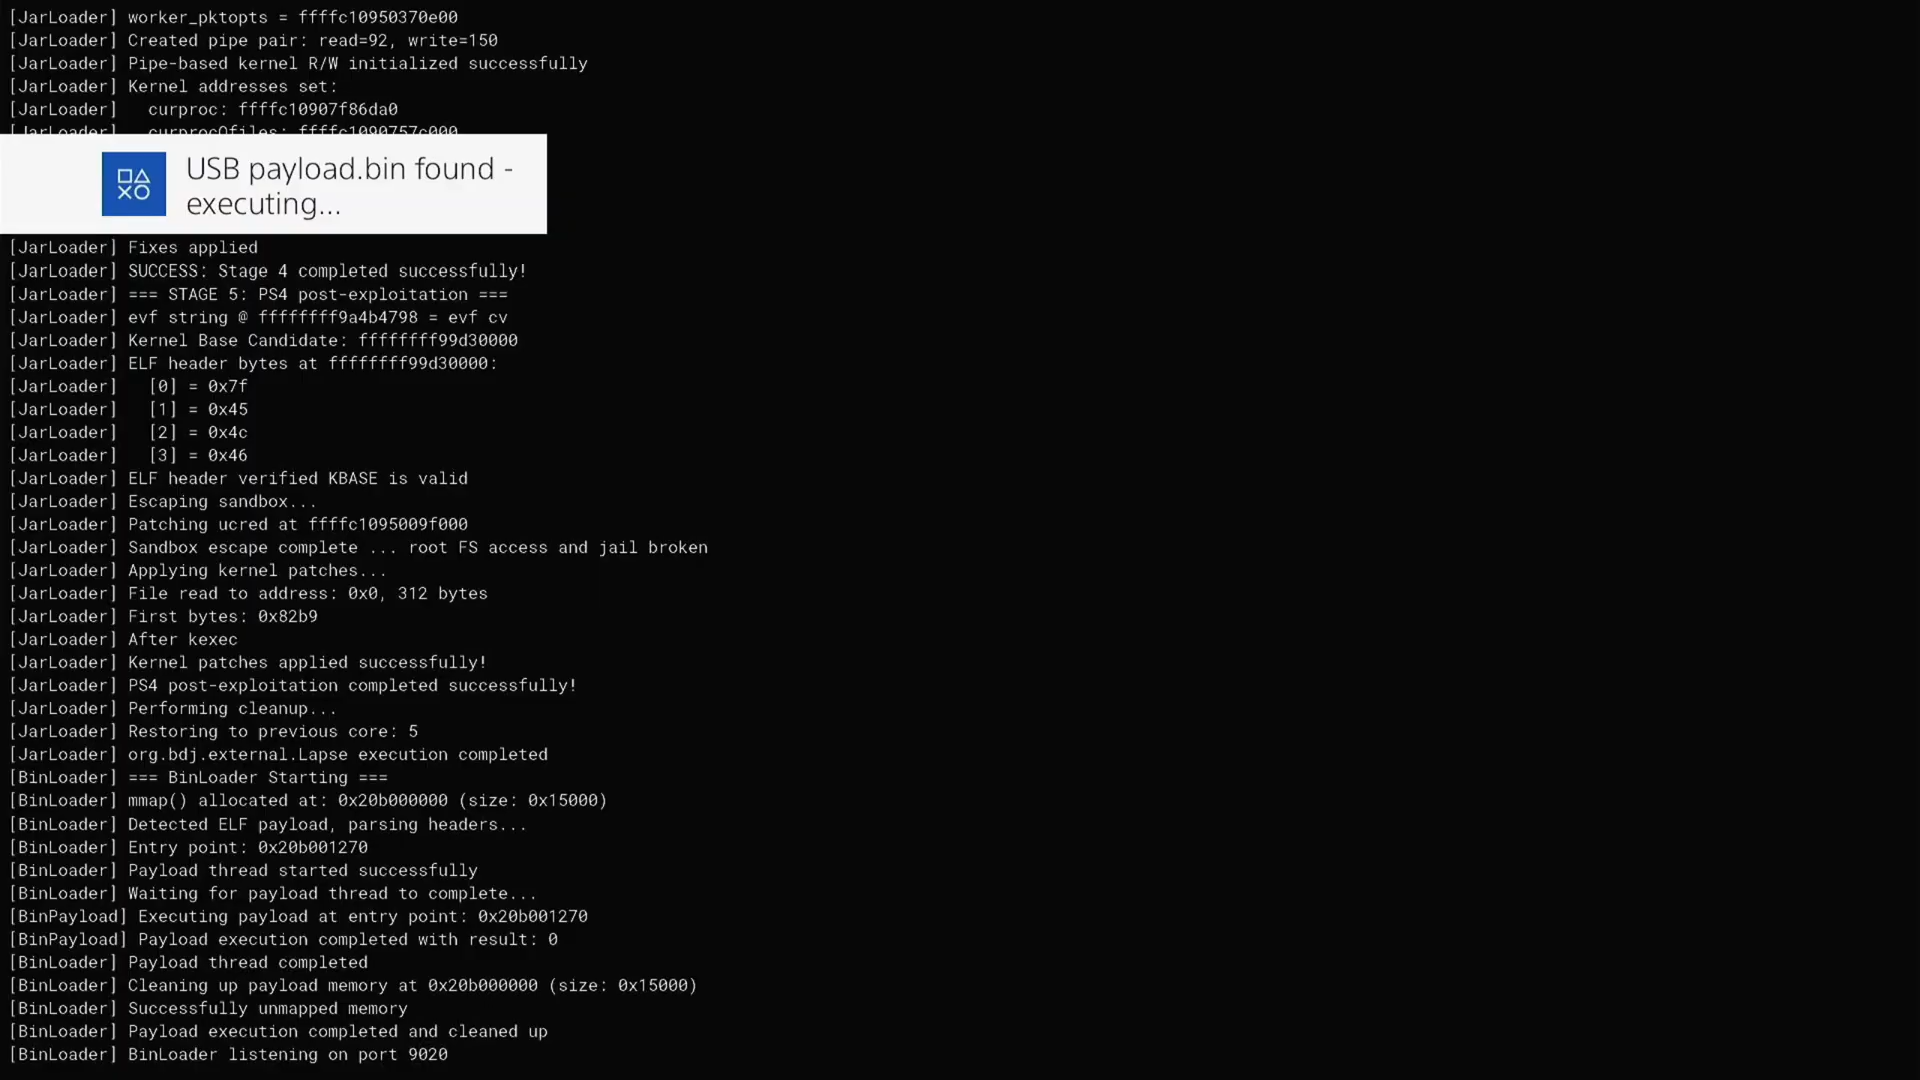 [JarLoader] worker_pktopts = ffffc10950370e00
[JarLoader] Created pipe pair: read=92, write=150
[JarLoader] Pipe-based kernel R/W initialized successfully
[JarLoader] Kernel addresses set:
[JarLoader]   curproc: ffffc10907f86da0
[JarLoader]   curprocOfiles: ffffc1090757c000
USB payload.bin found -
executing...
[JarLoader] Fixes applied
[JarLoader] SUCCESS: Stage 4 completed successfully!
[JarLoader] === STAGE 5: PS4 post-exploitation ===
[JarLoader] evf string @ ffffffff9a4b4798 = evf cv
[JarLoader] Kernel Base Candidate: ffffffff99d30000
[JarLoader] ELF header bytes at ffffffff99d30000:
[JarLoader]   [0] = 0x7f
[JarLoader]   [1] = 0x45
[JarLoader]   [2] = 0x4c
[JarLoader]   [3] = 0x46
[JarLoader] ELF header verified KBASE is valid
[JarLoader] Escaping sandbox...
[JarLoader] Patching ucred at ffffc1095009f000
[JarLoader] Sandbox escape complete ... root FS access and jail broken
[JarLoader] Applying kernel patches...
[JarLoader] File read to address: 0x0, 312 bytes
[JarLoader] First bytes: 0x82b9
[JarLoader] After kexec
[JarLoader] Kernel patches applied successfully!
[JarLoader] PS4 post-exploitation completed successfully!
[JarLoader] Performing cleanup...
[JarLoader] Restoring to previous core: 5
[JarLoader] org.bdj.external.Lapse execution completed
[BinLoader] === BinLoader Starting ===
[BinLoader] mmap() allocated at: 0x20b000000 (size: 0x15000)
[BinLoader] Detected ELF payload, parsing headers...
[BinLoader] Entry point: 0x20b001270
[BinLoader] Payload thread started successfully
[BinLoader] Waiting for payload thread to complete...
[BinPayload] Executing payload at entry point: 0x20b001270
[BinPayload] Payload execution completed with result: 0
[BinLoader] Payload thread completed
[BinLoader] Cleaning up payload memory at 0x20b000000 (size: 0x15000)
[BinLoader] Successfully unmapped memory
[BinLoader] Payload execution completed and cleaned up
[BinLoader] BinLoader listening on port 9020